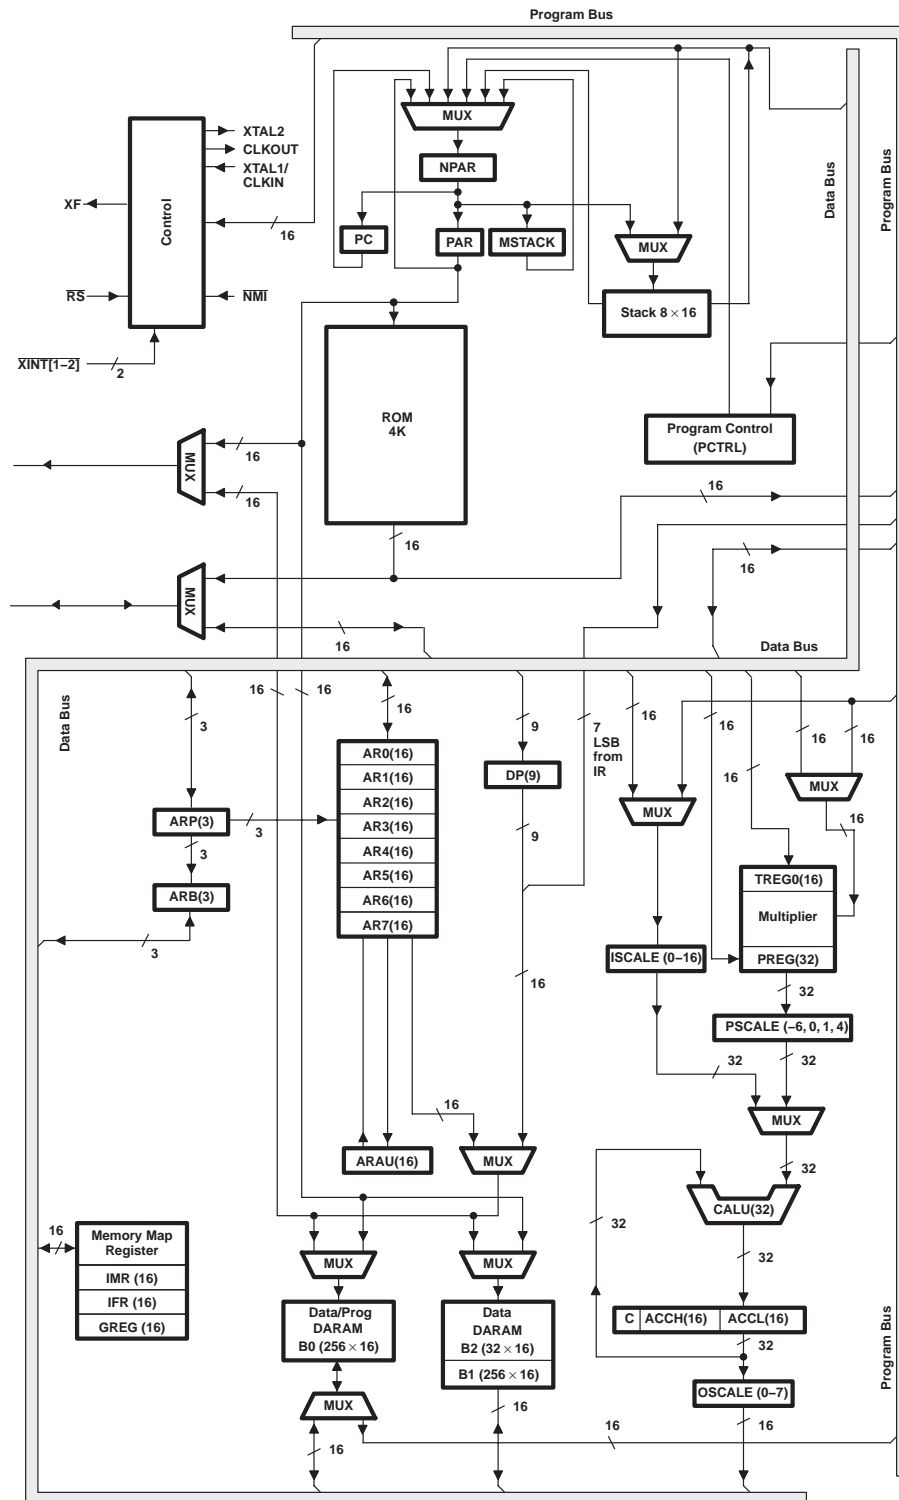 Program Bus
MUX
XTAL2
CLKOUT
XTAL1/
CLKIN
XF
Control
16
NPAR
Data Bus
Program Bus
PC
PAR
MSTACK
MUX
RS
NMI
Stack 8 × 16
XINT[1–2]
2
ROM
4K
Program Control
(PCTRL)
16
MUX
16
16
16
16
MUX
16
16
Data Bus
Data Bus
16
16
3
16
9
7
LSB
from
IR
16
16
16
16
16
AR0(16)
AR1(16)
AR2(16)
AR3(16)
AR4(16)
AR5(16)
AR6(16)
AR7(16)
DP(9)
MUX
MUX
ARP(3)
3
3
9
16
ARB(3)
3
TREG0(16)
Multiplier
PREG(32)
ISCALE (0–16)
16
32
PSCALE (–6, 0, 1, 4)
32
32
16
MUX
ARAU(16)
MUX
32
CALU(32)
32
16
Memory Map
Register
IMR (16)
IFR (16)
GREG (16)
MUX
MUX
32
Data/Prog
DARAM
B0 (256 × 16)
Data
DARAM
B2 (32 × 16)
B1 (256 × 16)
C
ACCH(16)
ACCL(16)
32
Program Bus
MUX
16
OSCALE (0–7)
16
16
16